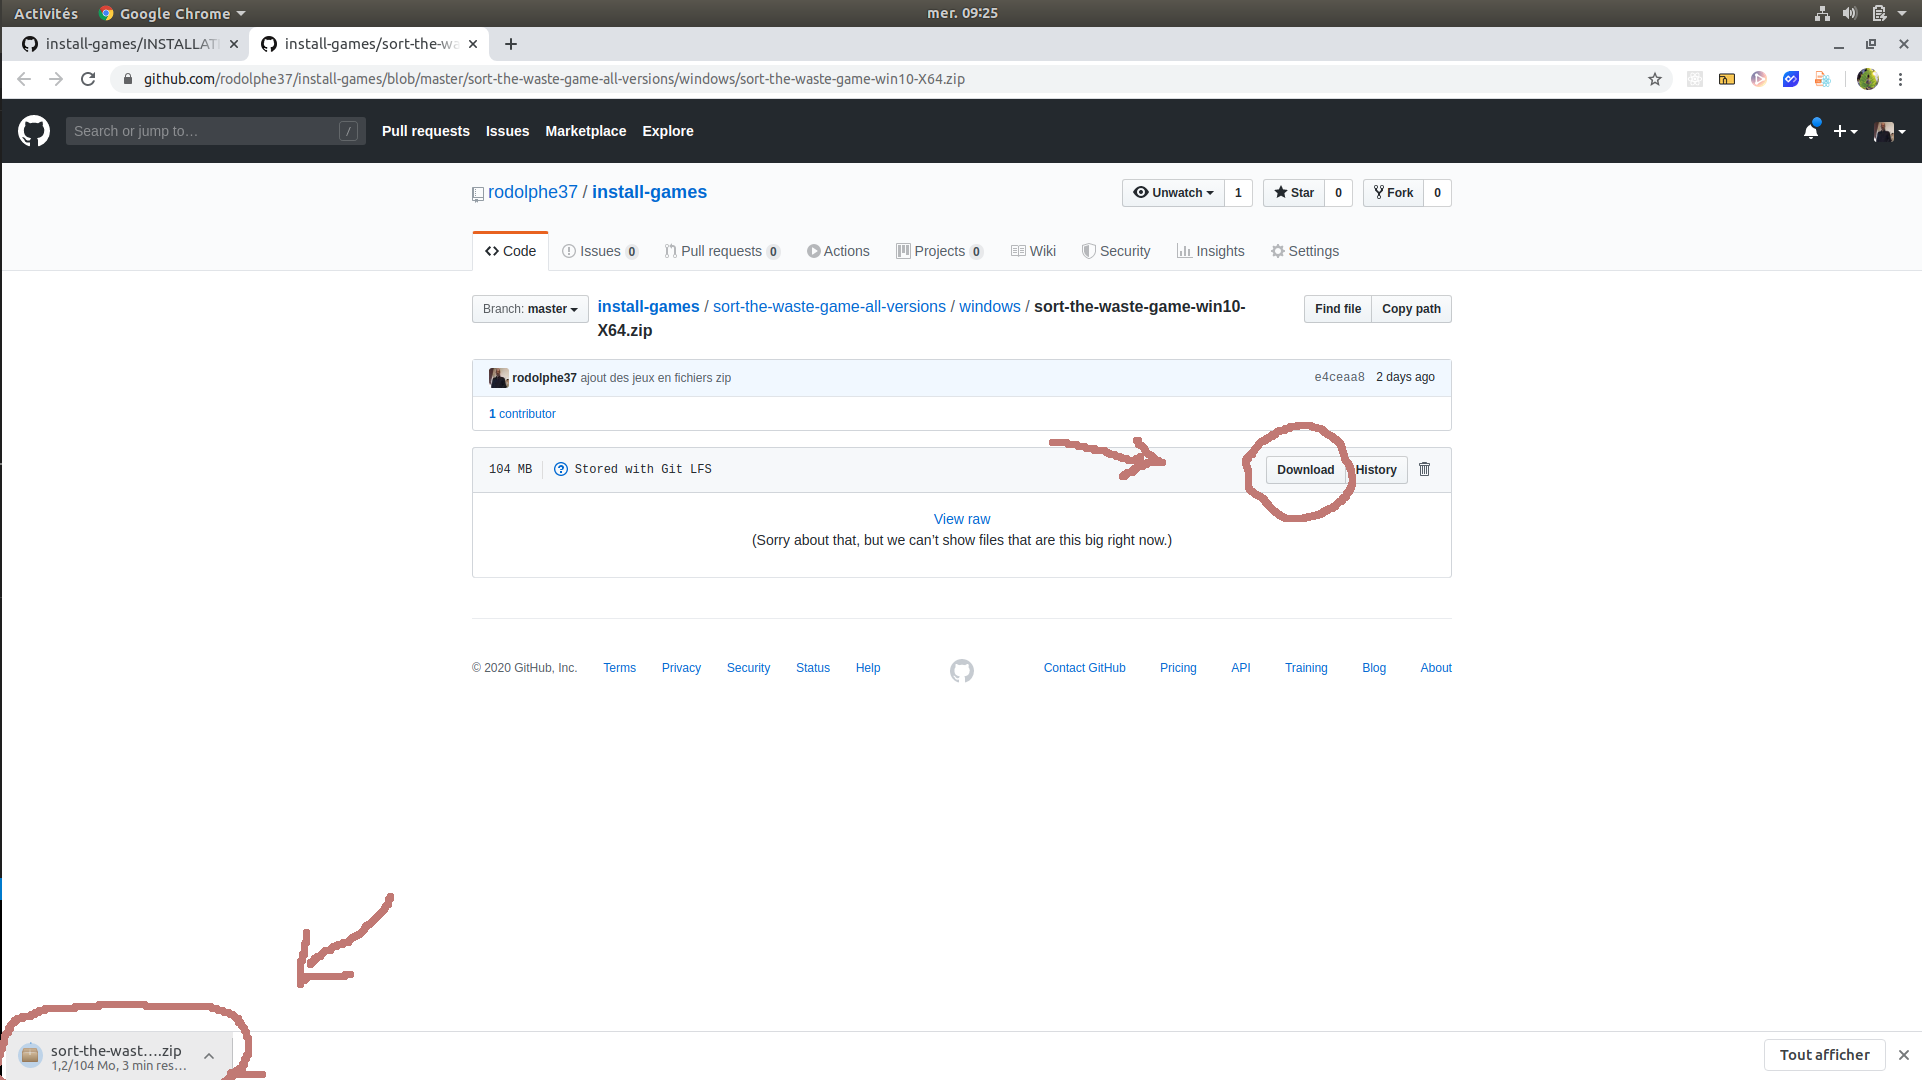 Activités Google Chrome mer. 09:25
install-games/INSTALLAT install-games/sort-the-wa
github.com/rodolphe37/install-games/blob/master/sort-the-waste-game-all-versions/windows/sort-the-waste-game-win10-X64.zip
Search or jump to… / Pull requests Issues Marketplace Explore
rodolphe37 / install-games Unwatch 1 Star 0 Fork 0
Code Issues 0 Pull requests 0 Actions Projects 0 Wiki Security Insights Settings
Branch: master install-games / sort-the-waste-game-all-versions / windows / sort-the-waste-game-win10- Find file Copy path
X64.zip
rodolphe37 ajout des jeux en fichiers zip e4ceaa8 2 days ago
1 contributor
104 MB Stored with Git LFS Download History
View raw
(Sorry about that, but we can’t show files that are this big right now.)
© 2020 GitHub, Inc. Terms Privacy Security Status Help Contact GitHub Pricing API Training Blog About
sort-the-wast….zip
1,2/104 Mo, 3 min res…
Tout afficher